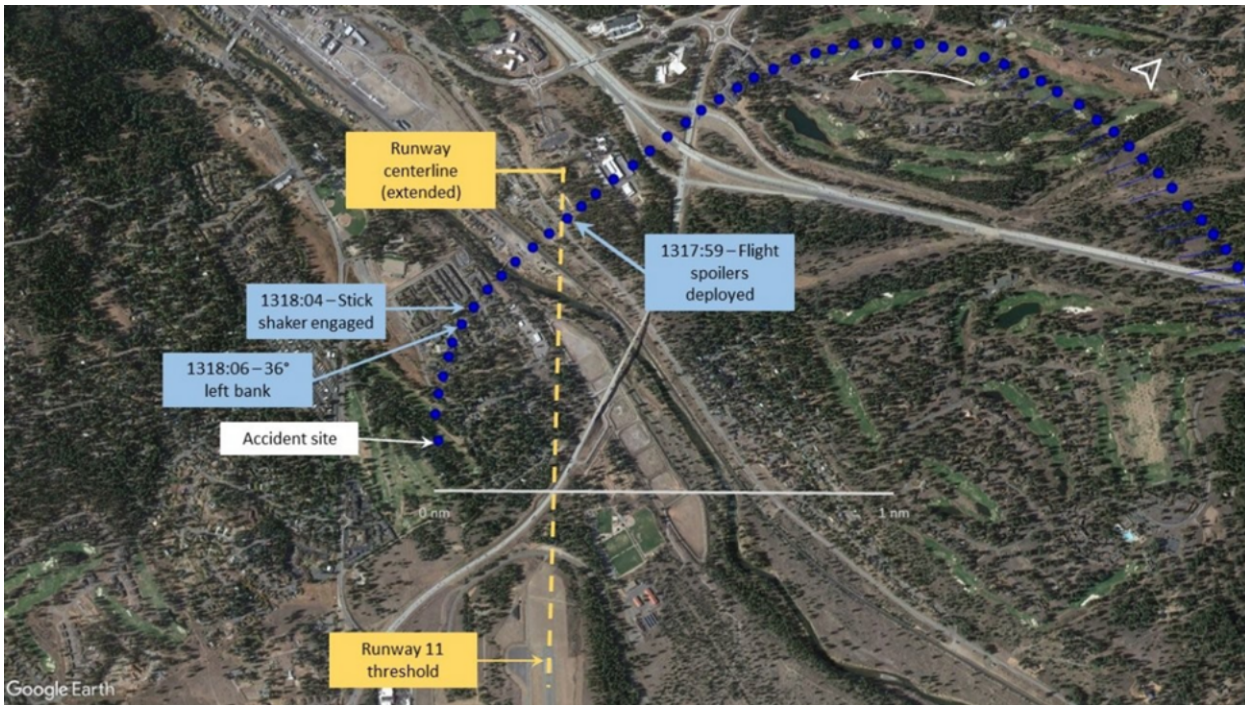 Runway
centerline
(extended)
1317:59 – Flight
spoilers
deployed
1318:04 – Stick
shaker engaged
1318:06 – 36°
left bank
Accident site
0 nm
1 nm
Runway 11
threshold
Google Earth